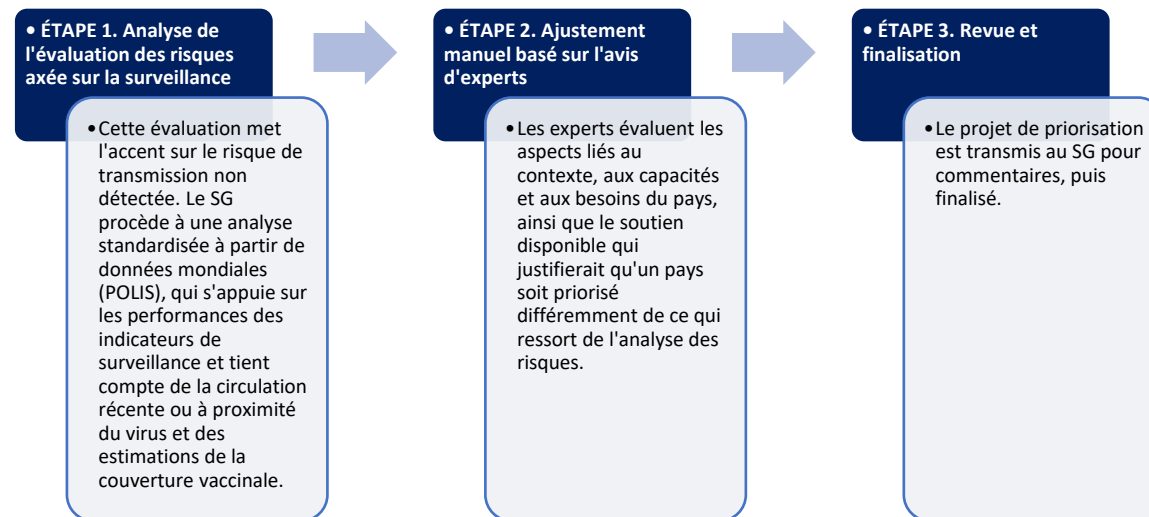 • ÉTAPE 1. Analyse de
l'évaluation des risques
axée sur la surveillance
• Cette évaluation met
l'accent sur le risque de
transmission non
détectée. Le SG
procède à une analyse
standardisée à partir de
données mondiales
(POLIS), qui s'appuie sur
les performances des
indicateurs de
surveillance et tient
compte de la circulation
récente ou à proximité
du virus et des
estimations de la
couverture vaccinale.
• ÉTAPE 2. Ajustement
manuel basé sur l'avis
d'experts
• Les experts évaluent les
aspects liés au
contexte, aux capacités
et aux besoins du pays,
ainsi que le soutien
disponible qui
justifierait qu'un pays
soit priorisé
différemment de ce qui
ressort de l'analyse des
risques.
• ÉTAPE 3. Revue et
finalisation
• Le projet de priorisation
est transmis au SG pour
commentaires, puis
finalisé.